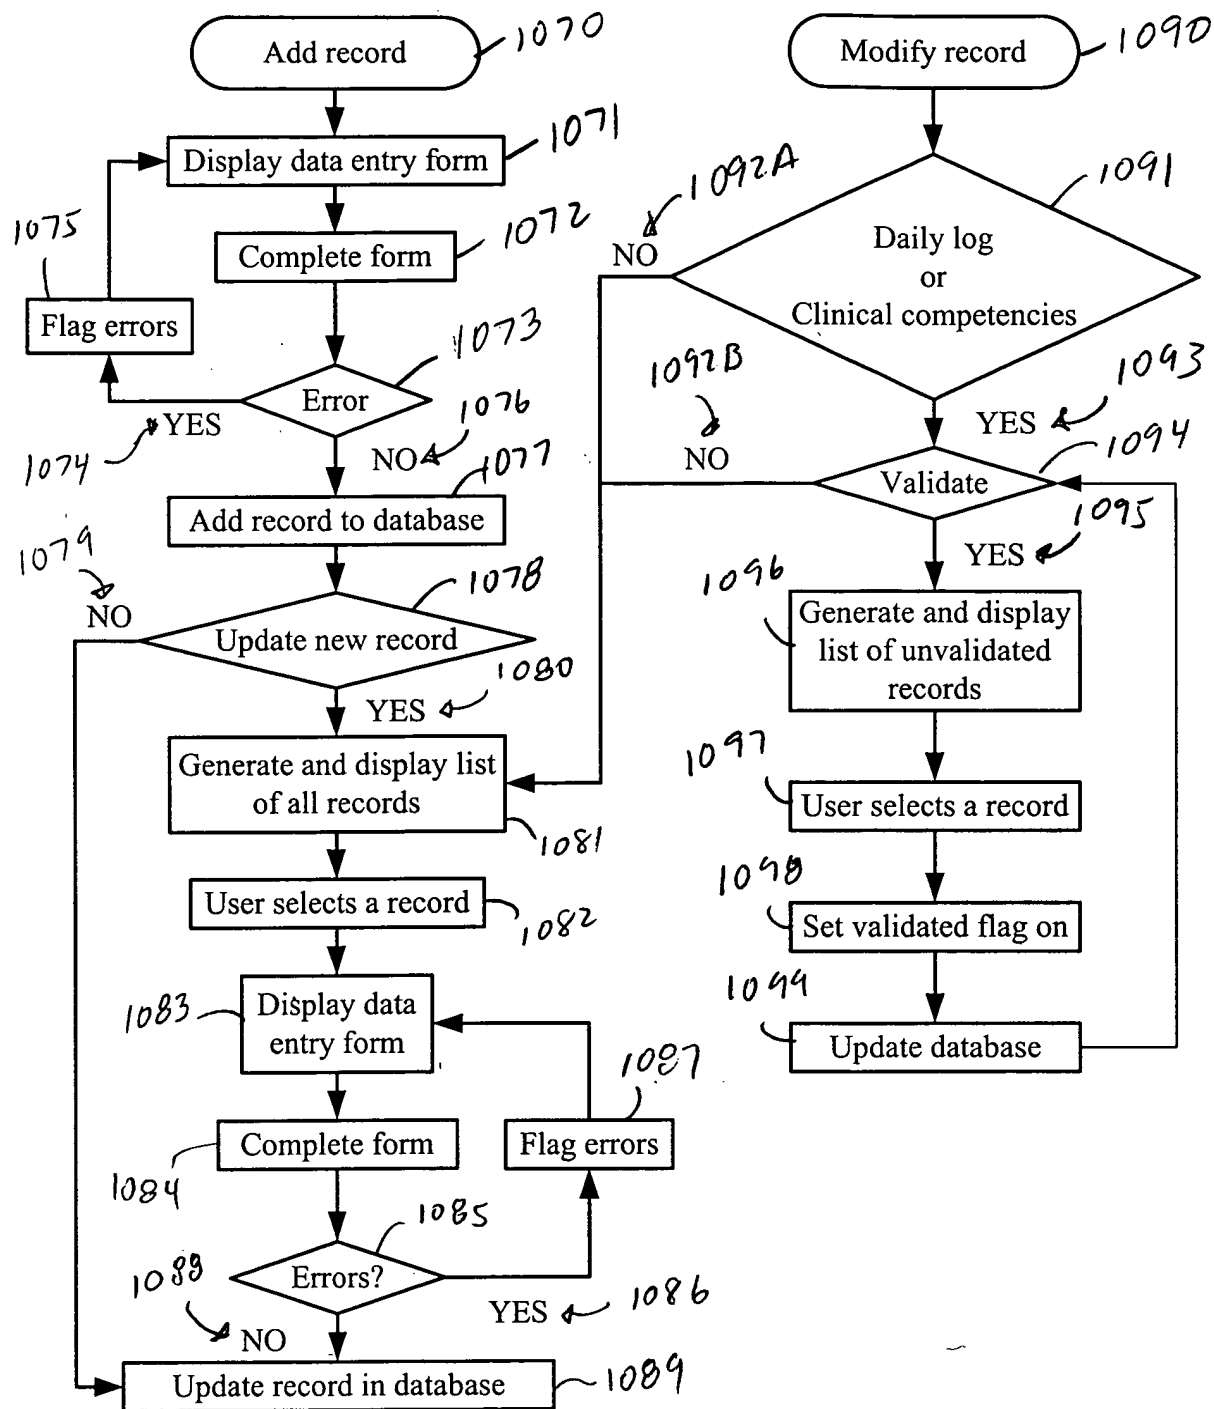 Add record
1070
Display data entry form
1071
Complete form
1072
1075
Flag errors
Error
1073
YES
1074
NO
1076
Add record to database
1077
1079
NO
Update new record
1078
YES
1080
Generate and display list
of all records
1081
User selects a record
1082
Display data
entry form
1083
Complete form
1084
Flag errors
1087
Errors?
1085
YES
1086
1088
NO
Update record in database
1089
Modify record
1090
Daily log
or
Clinical competencies
1091
1092A
NO
YES
1093
1092B
NO
Validate
1094
YES
1095
1096
Generate and display
list of unvalidated
records
1097
User selects a record
1098
Set validated flag on
1099
Update database